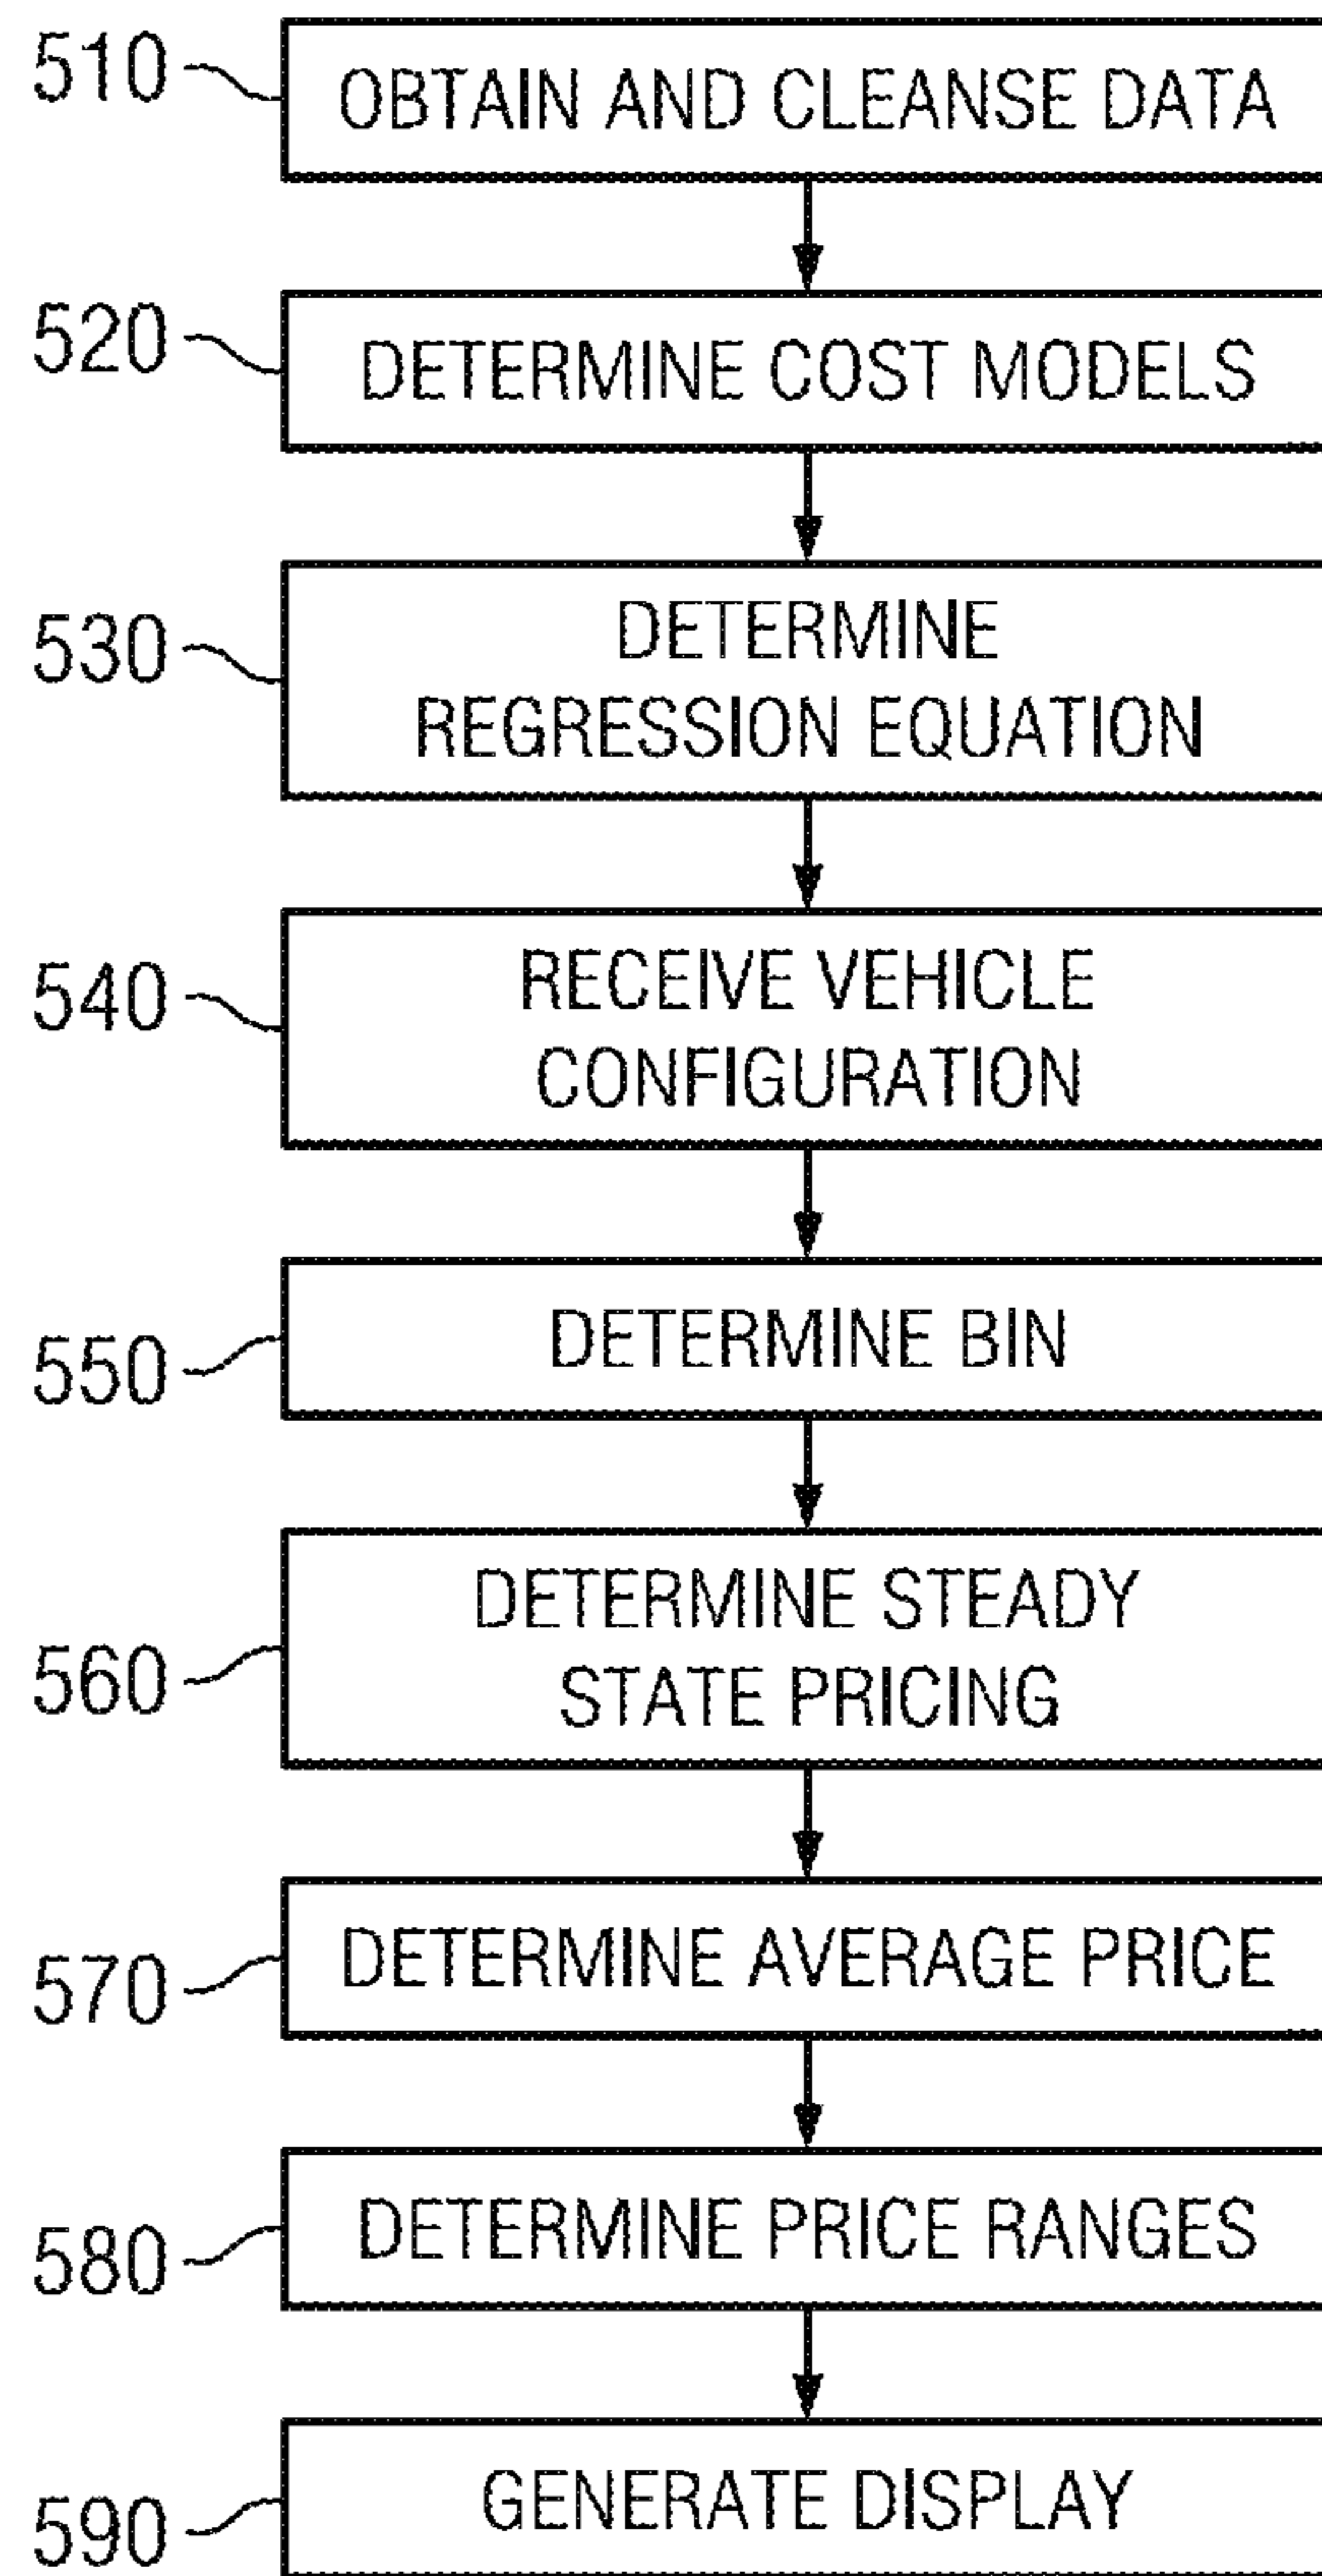 510
OBTAIN AND CLEANSE DATA
520
DETERMINE COST MODELS
530
DETERMINE
REGRESSION EQUATION
540
RECEIVE VEHICLE
CONFIGURATION
550
DETERMINE BIN
560
DETERMINE STEADY
STATE PRICING
570
DETERMINE AVERAGE PRICE
580
DETERMINE PRICE RANGES
590
GENERATE DISPLAY